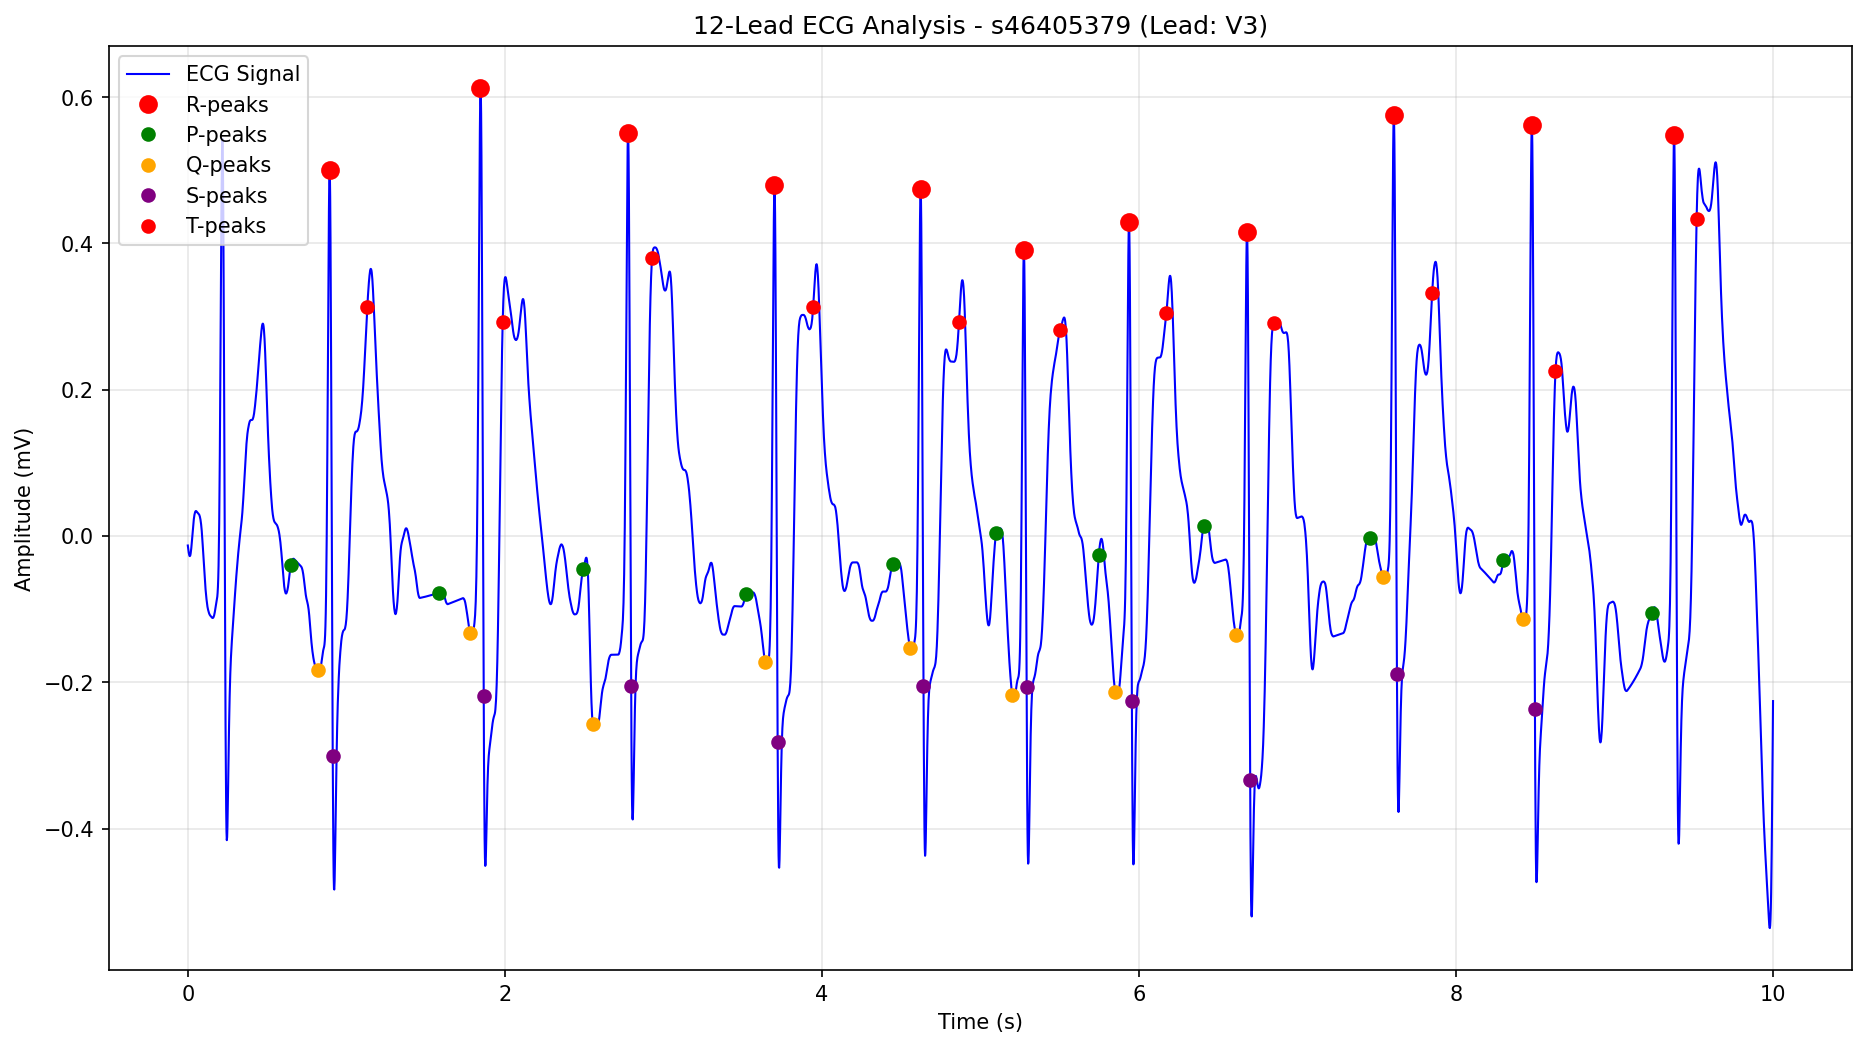 12-Lead ECG Analysis - s46405379 (Lead: V3)
ECG Signal
R-peaks
P-peaks
Q-peaks
S-peaks
T-peaks
Amplitude (mV)
0.6
0.4
0.2
0.0
−0.2
−0.4
0
2
4
6
8
10
Time (s)